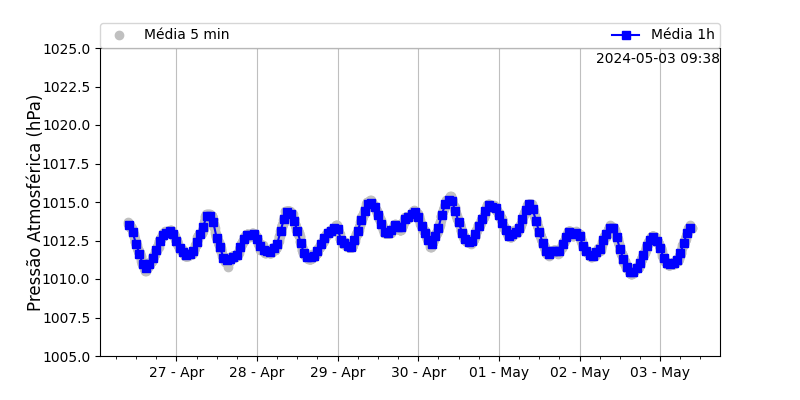 Média 5 min
Média 1h
2024-05-03 09:38
Pressão Atmosférica (hPa)
1025.0
1022.5
1020.0
1017.5
1015.0
1012.5
1010.0
1007.5
1005.0
27 - Apr 28 - Apr 29 - Apr 30 - Apr 01 - May 02 - May 03 - May